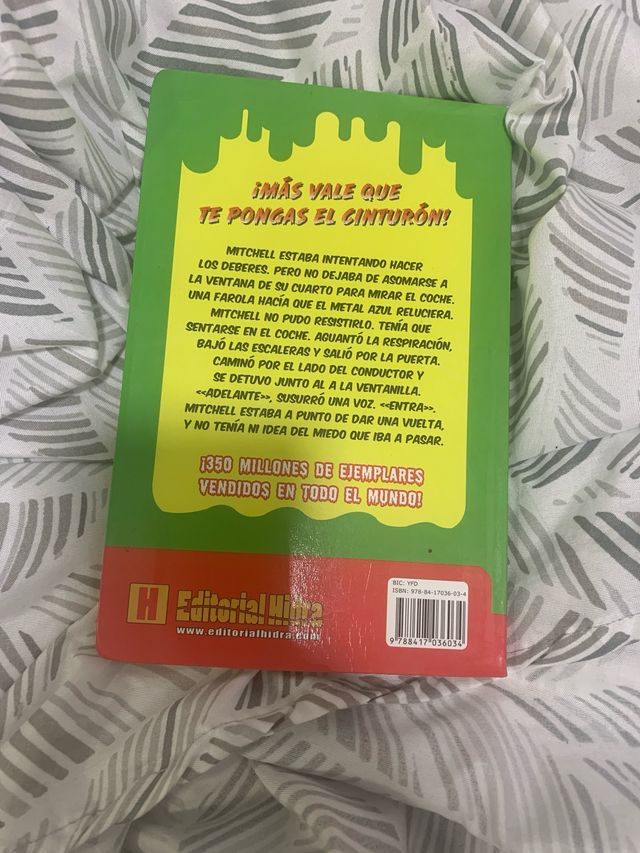 ¡MÁS VALE QUE
TE PONGAS EL CINTURÓN!
MITCHELL ESTABA INTENTANDO HACER
LOS DEBERES. PERO NO DEJABA DE ASOMARSE A
LA VENTANA DE SU CUARTO PARA MIRAR EL COCHE.
UNA FAROLA HACÍA QUE EL METAL AZUL RELUCIERA.
MITCHELL NO PUDO RESISTIRLO. TENÍA QUE
SENTARSE EN EL COCHE. AGUANTÓ LA RESPIRACIÓN,
BAJÓ LAS ESCALERAS Y SALIÓ POR LA PUERTA.
CAMINÓ POR EL LADO DEL CONDUCTOR Y
SE DETUVO JUNTO AL A LA VENTANILLA.
<<ADELANTE>>, SUSURRÓ UNA VOZ. <<ENTRA>>.
MITCHELL ESTABA A PUNTO DE DAR UNA VUELTA,
Y NO TENÍA NI IDEA DEL MIEDO QUE IBA A PASAR.
¡350 MILLONES DE EJEMPLARES
VENDIDOS EN TODO EL MUNDO!
BIC: YFD
ISBN: 978-84-17036-03-4
9 788417 036034
H Editorial Hidra
www.editorialhidra.com